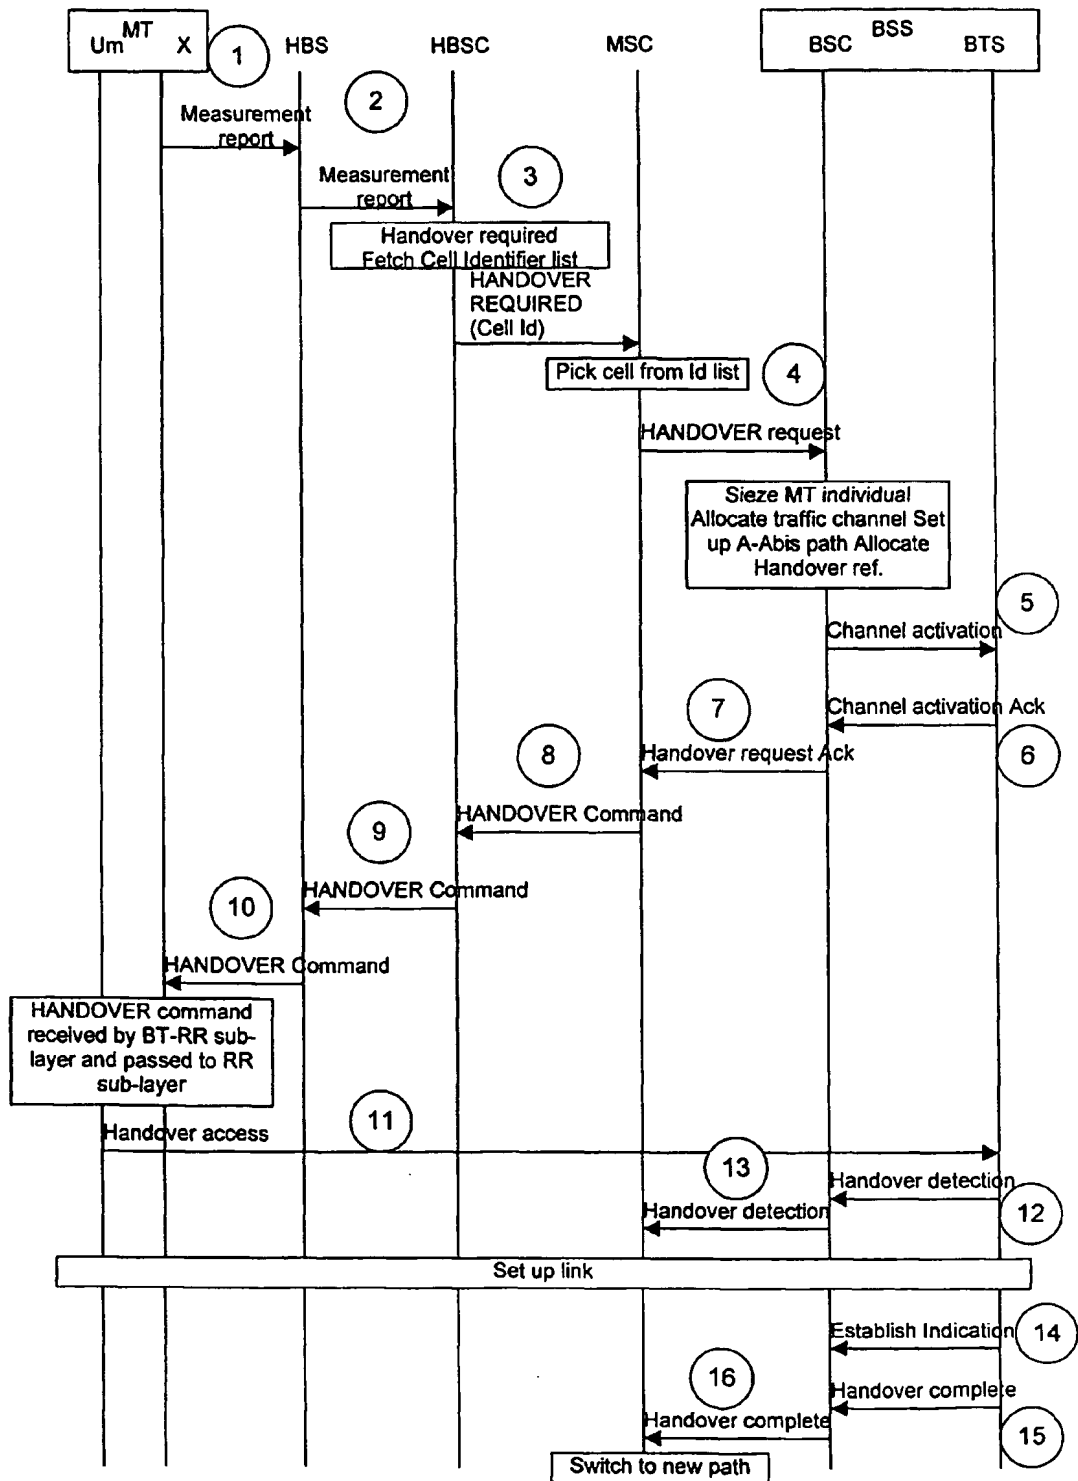 MT
BSS
Um X HBS HBSC MSC BSC BTS
1
2
Measurement
report
3
Measurement
report
Handover required
Fetch Cell Identifier list
HANDOVER
REQUIRED
(Cell Id)
Pick cell from Id list
4
HANDOVER request
Sieze MT individual
Allocate traffic channel Set
up A-Abis path Allocate
Handover ref.
5
Channel activation
Channel activation Ack
7
6
Handover request Ack
8
HANDOVER Command
9
HANDOVER Command
10
HANDOVER Command
HANDOVER command
received by BT-RR sub-
layer and passed to RR
sub-layer
11
Handover access
13
Handover detection
12
Handover detection
Set up link
Establish Indication
14
16
Handover complete
15
Handover complete
Switch to new path